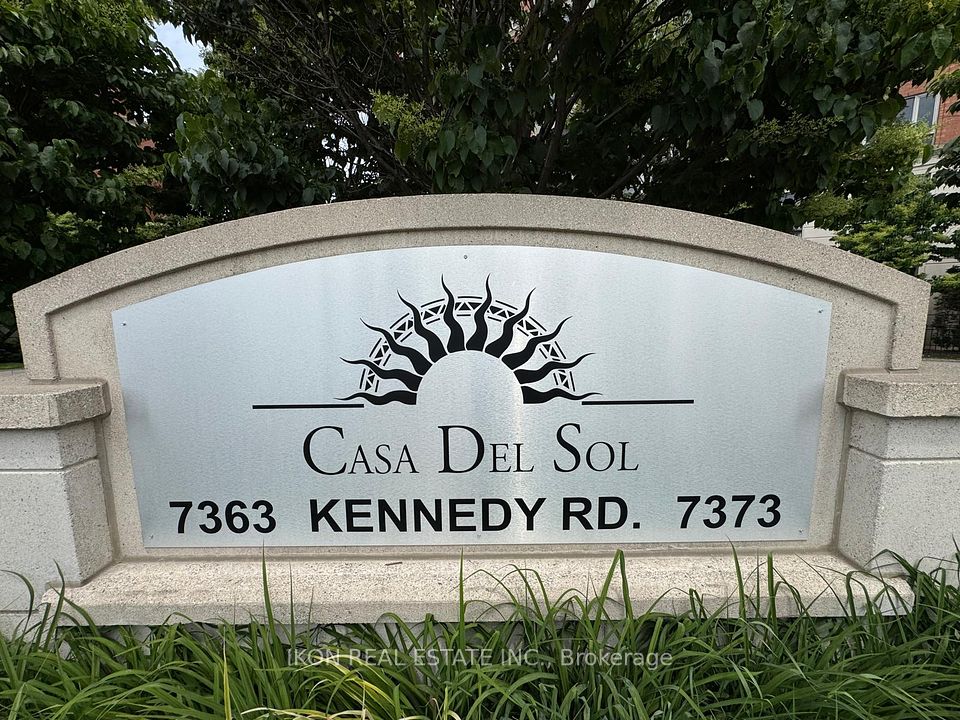 CASA DEL SOL
7363 KENNEDY RD. 7373
IKON REAL ESTATE INC., Brokerage